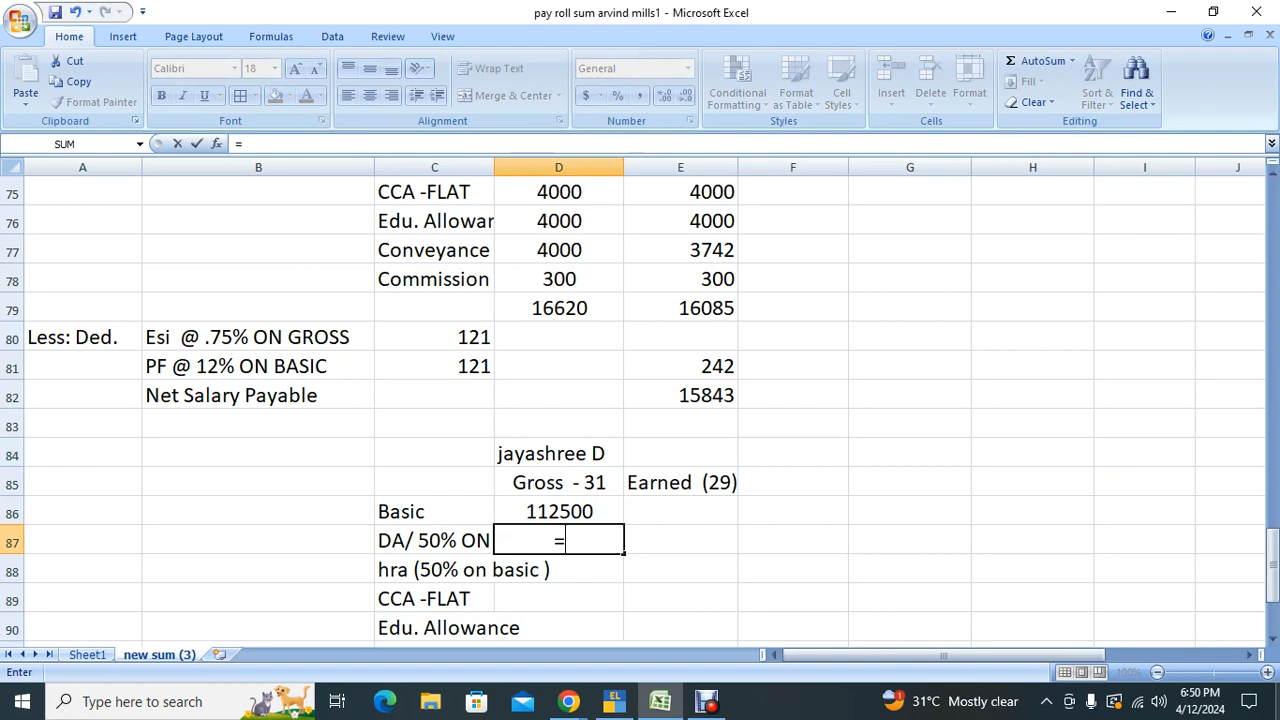 pay roll sum arvind mills1 - Microsoft Excel
Home Insert Page Layout Formulas Data Review View
Paste Cut Copy Format Painter Clipboard
Calibri 18 A A B I U A Font
Wrap Text Merge & Center Alignment
General $ % , Number
Conditional Formatting Format as Table Cell Styles Styles
Insert Delete Format Cells
Σ AutoSum Fill Clear Sort & Filter Find & Select Editing
SUM fx =
A B C D E F G H I J
75 CCA -FLAT 4000 4000
76 Edu. Allowar 4000 4000
77 Conveyance 4000 3742
78 Commission 300 300
79 16620 16085
80 Less: Ded. Esi @ .75% ON GROSS 121
81 PF @ 12% ON BASIC 121 242
82 Net Salary Payable 15843
83
84 jayashree D
85 Gross - 31 Earned (29)
86 Basic 112500
87 DA/ 50% ON =
88 hra (50% on basic )
89 CCA -FLAT
90 Edu. Allowance
Sheet1 new sum (3)
Enter 100%
Type here to search EL 1 31°C Mostly clear 6:50 PM
4/12/2024